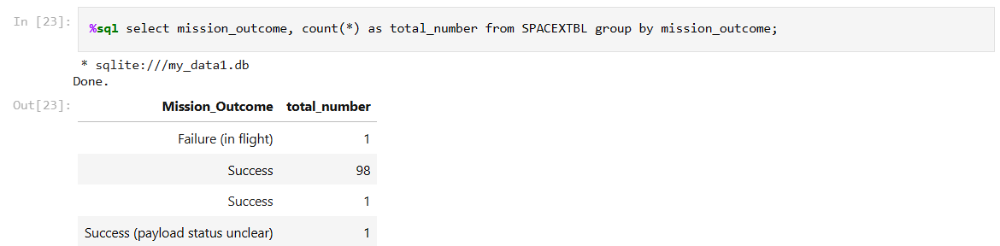 In [23]: %sql select mission_outcome, count(*) as total_number from SPACEXTBL group by mission_outcome;
* sqlite:///my_data1.db
Done.
Out[23]: Mission_Outcome total_number
Failure (in flight) 1
Success 98
Success 1
Success (payload status unclear) 1